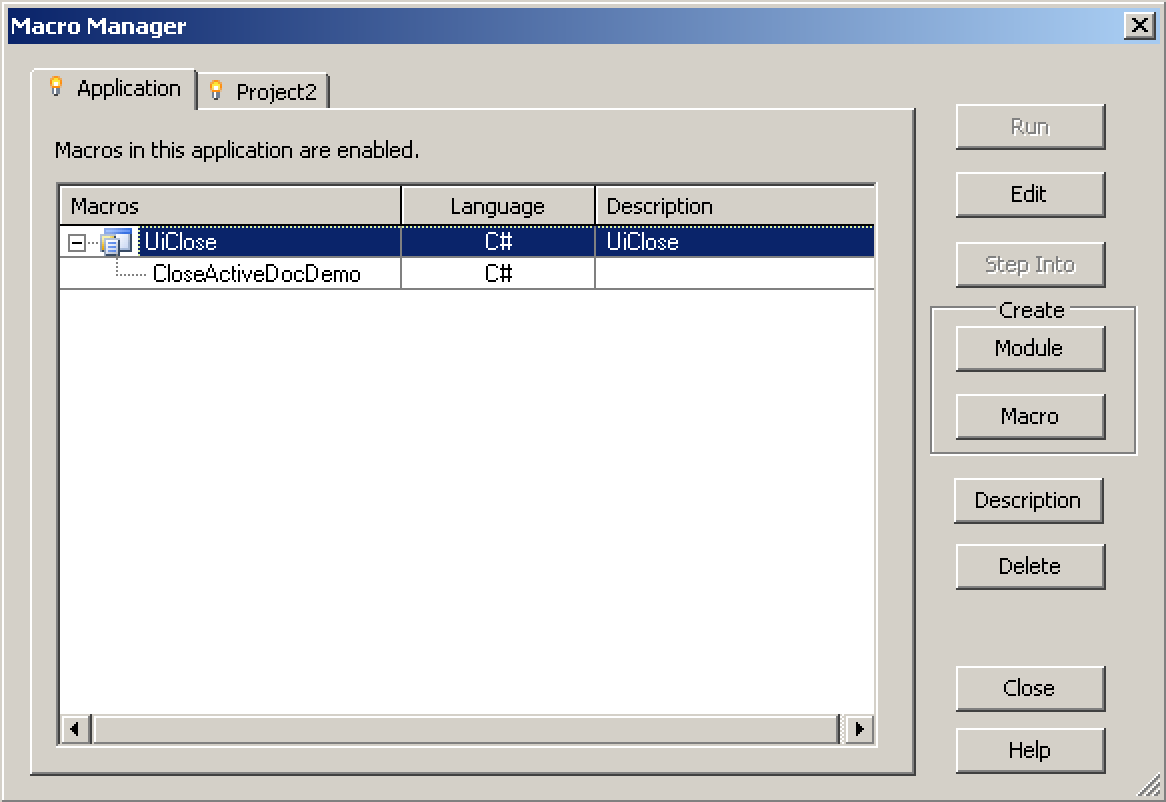 Macro Manager
Application Project2
Macros in this application are enabled.
Macros Language Description
UiClose C# UiClose
CloseActiveDocDemo C#
Run
Edit
Step Into
Create
Module
Macro
Description
Delete
Close
Help